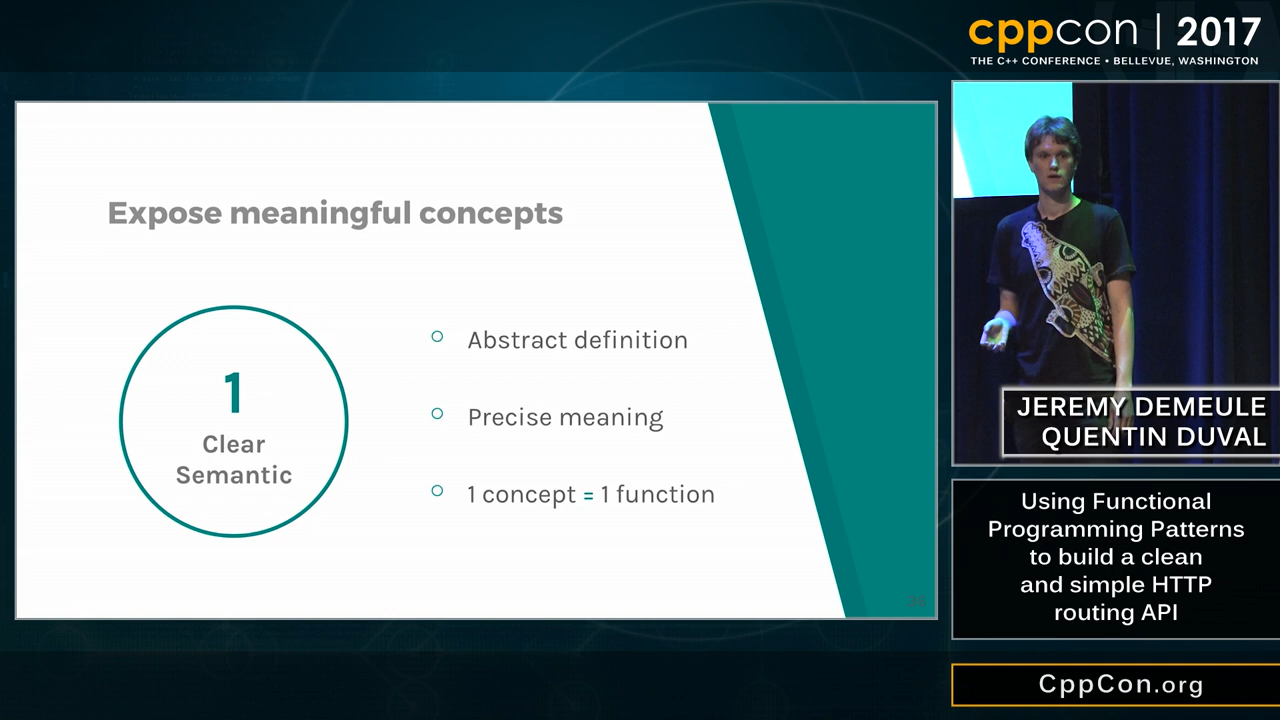 cppcon | 2017
THE C++ CONFERENCE • BELLEVUE, WASHINGTON
Expose meaningful concepts
1
Clear
Semantic
Abstract definition
Precise meaning
1 concept = 1 function
JEREMY DEMEULE
QUENTIN DUVAL
Using Functional
Programming Patterns
to build a clean
and simple HTTP
routing API
CppCon.org